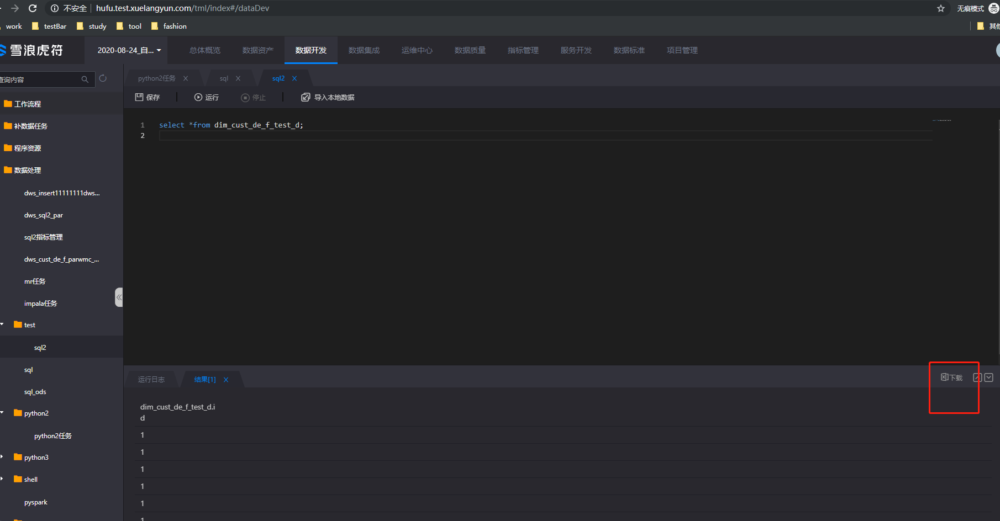 不安全 hufu.test.xuelangyun.com/tml/index#/dataDev 无痕模式
work testBar study tool fashion 其他
雪浪虎符 2020-08-24_自... 总体概览 数据资产 数据开发 数据集成 运维中心 数据质量 指标管理 服务开发 数据标准 项目管理
查询内容
python2任务 X sql X sql2 X
保存 运行 停止 导入本地数据
工作流程
补数据任务
程序资源
数据处理
dws_insert11111111dws...
dws_sql2_par
sql2指标管理
dws_cust_de_f_parwmc_...
mr任务
impala任务
test
sql2
sql
sql_ods
python2
python2任务
python3
shell
pyspark
1 select *from dim_cust_de_f_test_d;
2
运行日志 结果[1] X 下载
dim_cust_de_f_test_d.i
d
1
1
1
1
1
1